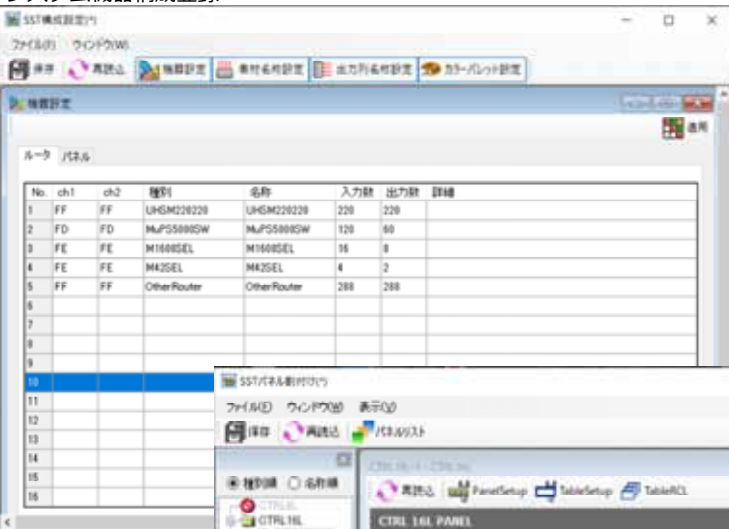 SST構成設定(*)
ファイル(F) ウィンドウ(W)
保存 再読込 機器設定 素材名称設定 出力列名称設定 カラーパレット設定
機器設定
適用
ルータ パネル
No. ch1 ch2 種別 名称 入力数 出力数 詳細
1 FF FF UHSM220220 UHSM220220 220 220
2 FD FD MuPS5000SW MuPS5000SW 120 60
3 FE FE M1608SEL M1608SEL 16 8
4 FE FE M42SEL M42SEL 4 2
5 FF FF OtherRouter OtherRouter 288 288
6
7
8
9
10
11
12
13
14
15
16
SSTパネル割付け(*)
ファイル(F) ウィンドウ(W) 表示(V)
保存 再読込 パネルリスト
種別順 名称順
再読込 PanelSetup TableSetup TableRCL
CTRL 16L
CTRL 16L PANEL